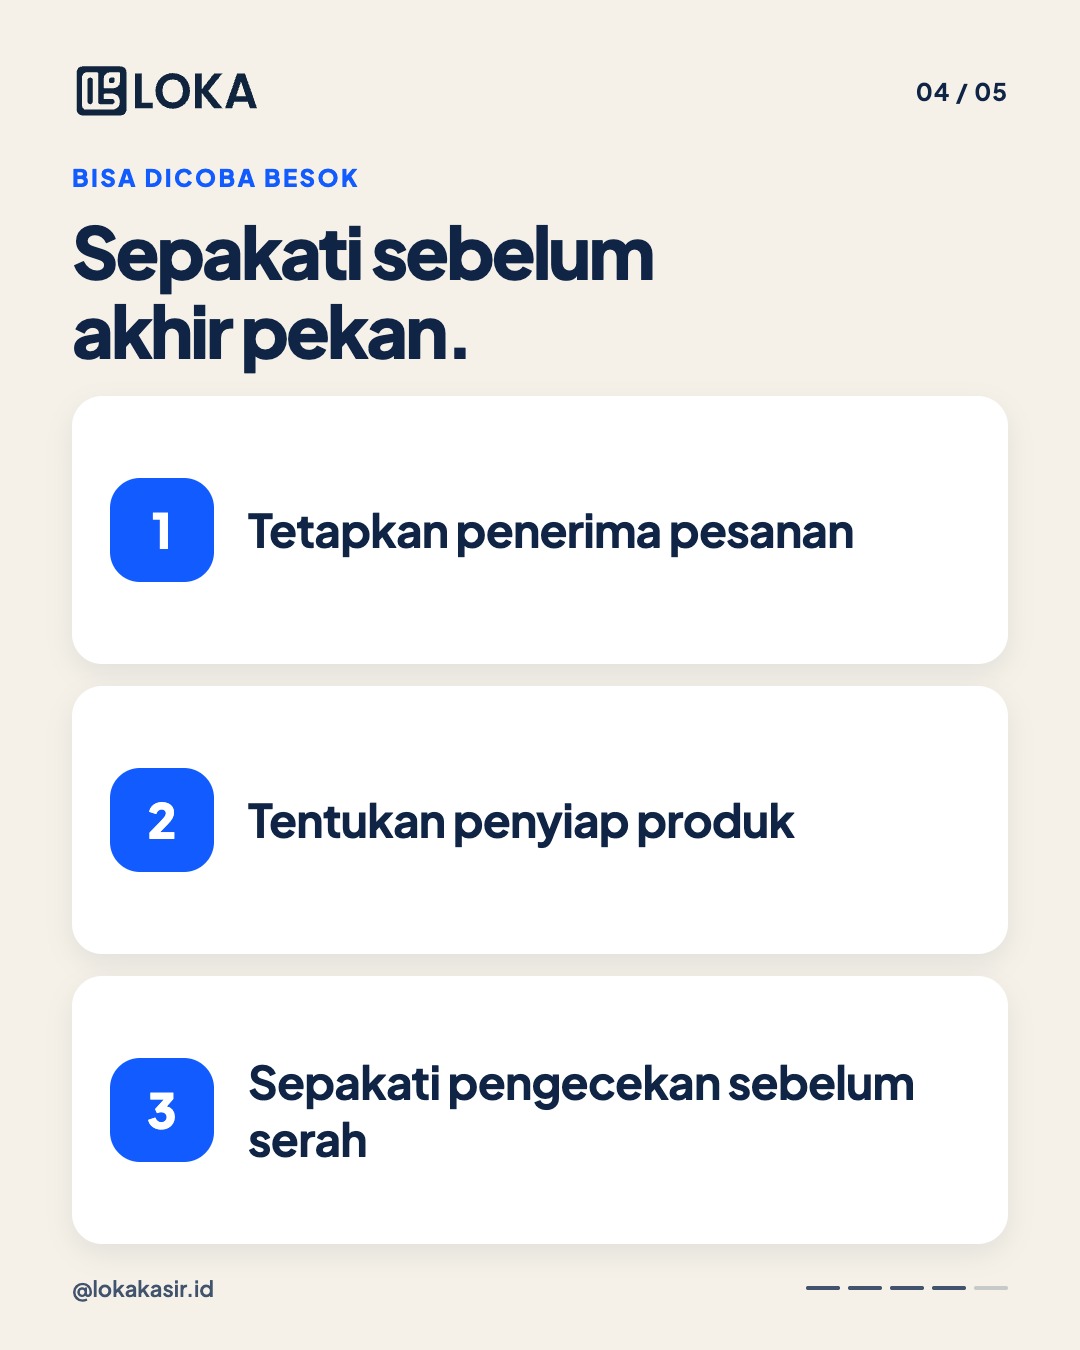 LOKA
04 / 05
BISA DICOBA BESOK
Sepakati sebelum
akhir pekan.
1
Tetapkan penerima pesanan
2
Tentukan penyiap produk
3
Sepakati pengecekan sebelum
serah
@lokakasir.id